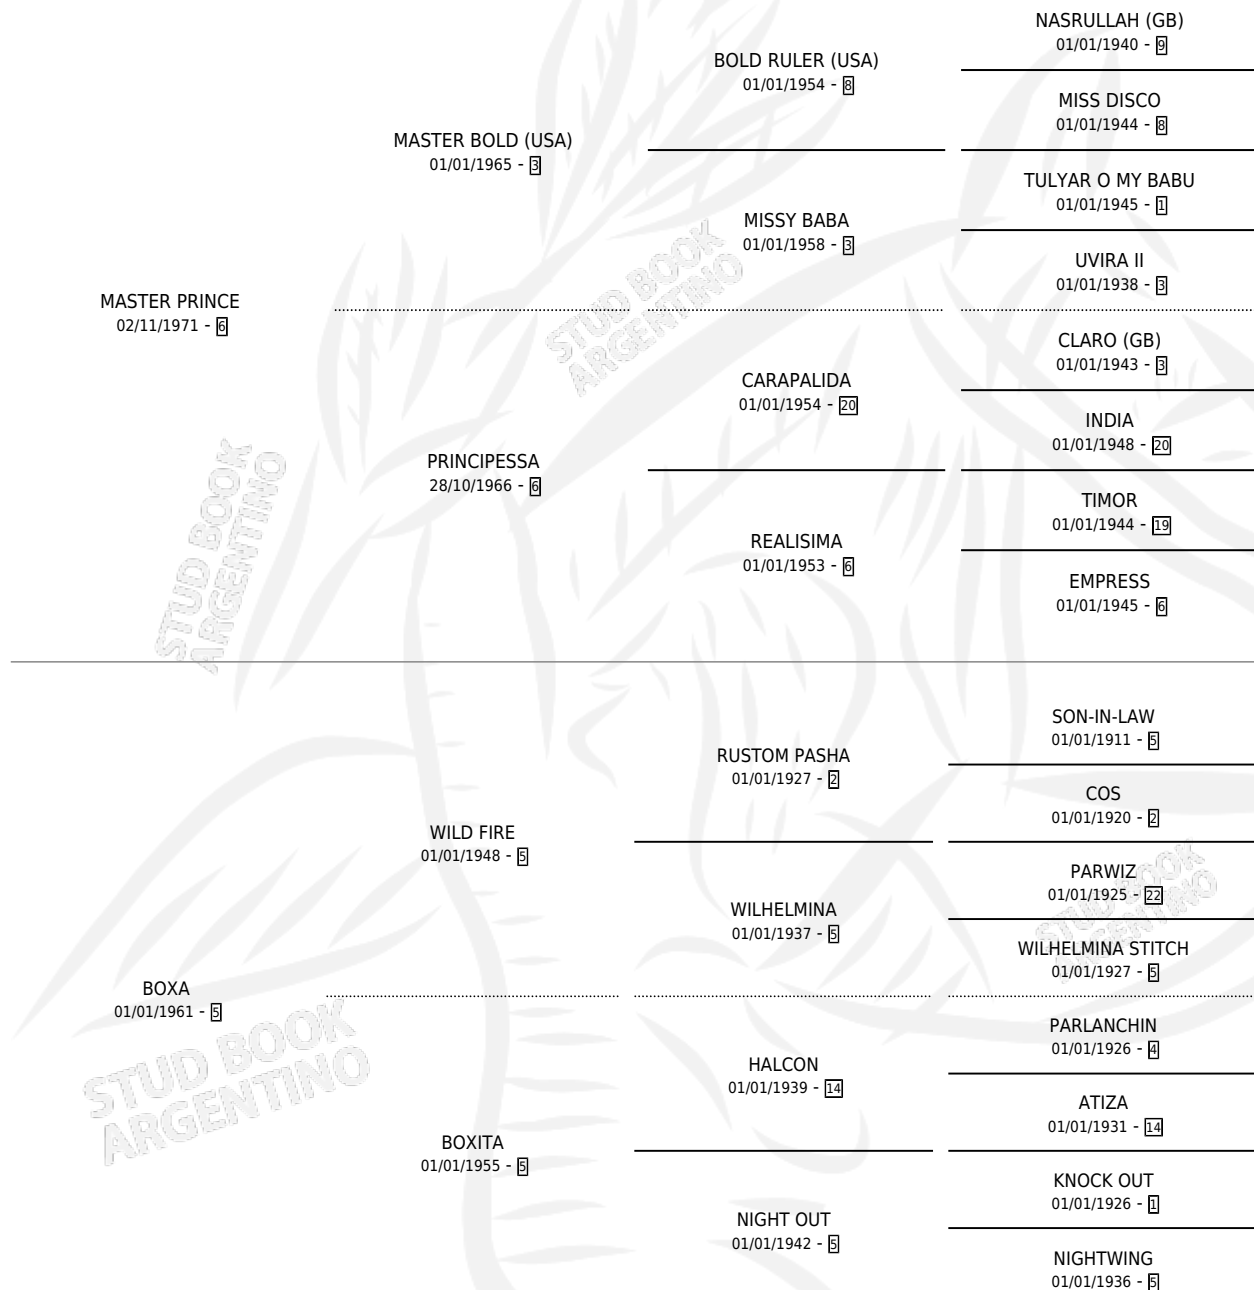 NASRULLAH (GB)
01/01/1940 - 9
BOLD RULER (USA)
01/01/1954 - 8
MISS DISCO
01/01/1944 - 8
MASTER BOLD (USA)
01/01/1965 - 3
TULYAR O MY BABU
01/01/1945 - 1
MISSY BABA
01/01/1958 - 3
UVIRA II
01/01/1938 - 3
MASTER PRINCE
02/11/1971 - 6
CLARO (GB)
01/01/1943 - 3
CARAPALIDA
01/01/1954 - 20
INDIA
01/01/1948 - 20
PRINCIPESSA
28/10/1966 - 6
TIMOR
01/01/1944 - 19
REALISIMA
01/01/1953 - 6
EMPRESS
01/01/1945 - 6
STUD BOOK
ARGENTINO
STUD BOOK
ARGENTINO
SON-IN-LAW
01/01/1911 - 5
RUSTOM PASHA
01/01/1927 - 2
COS
01/01/1920 - 2
WILD FIRE
01/01/1948 - 5
PARWIZ
01/01/1925 - 22
WILHELMINA
01/01/1937 - 5
WILHELMINA STITCH
01/01/1927 - 5
BOXA
01/01/1961 - 5
PARLANCHIN
01/01/1926 - 4
HALCON
01/01/1939 - 14
ATIZA
01/01/1931 - 14
BOXITA
01/01/1955 - 5
KNOCK OUT
01/01/1926 - 1
NIGHT OUT
01/01/1942 - 5
NIGHTWING
01/01/1936 - 5
STUD BOOK
ARGENTINO
STUD BOOK
ARGENTINO